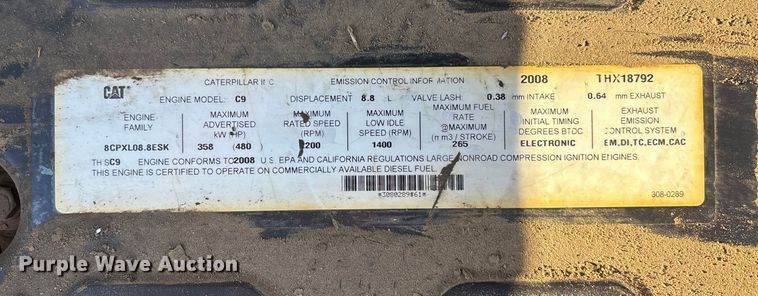 CAT CATERPILLAR INC EMISSION CONTROL INFORMATION 2008 THX18792
ENGINE MODEL: C9 DISPLACEMENT 8.8 L VALVE LASH: 0.38 mm INTAKE 0.64 mm EXHAUST
ENGINE FAMILY MAXIMUM ADVERTISED kW (HP) MAXIMUM RATED SPEED (RPM) MAXIMUM LOW IDLE SPEED (RPM) MAXIMUM FUEL RATE @MAXIMUM (mm3 / STROKE) MAXIMUM INITIAL TIMING DEGREES BTDC EXHAUST EMISSION CONTROL SYSTEM
8CPXL08.8ESK 358 (480 200 1400 265 ELECTRONIC EM,DI,TC,ECM,CAC
THIS C9 ENGINE CONFORMS TO 2008 U.S. EPA AND CALIFORNIA REGULATIONS LARGE NONROAD COMPRESSION IGNITION ENGINES.
THIS ENGINE IS CERTIFIED TO OPERATE ON COMMERCIALLY AVAILABLE DIESEL FUEL.
*3080289#61*
308-0289
Purple Wave Auction